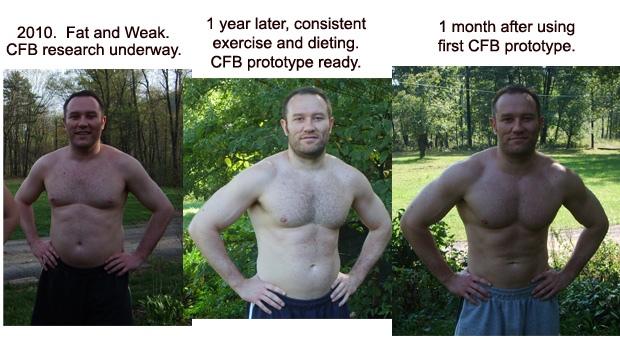 2010.  Fat and Weak.
CFB research underway.
1 year later, consistent
exercise and dieting.
CFB prototype ready.
1 month after using
first CFB prototype.